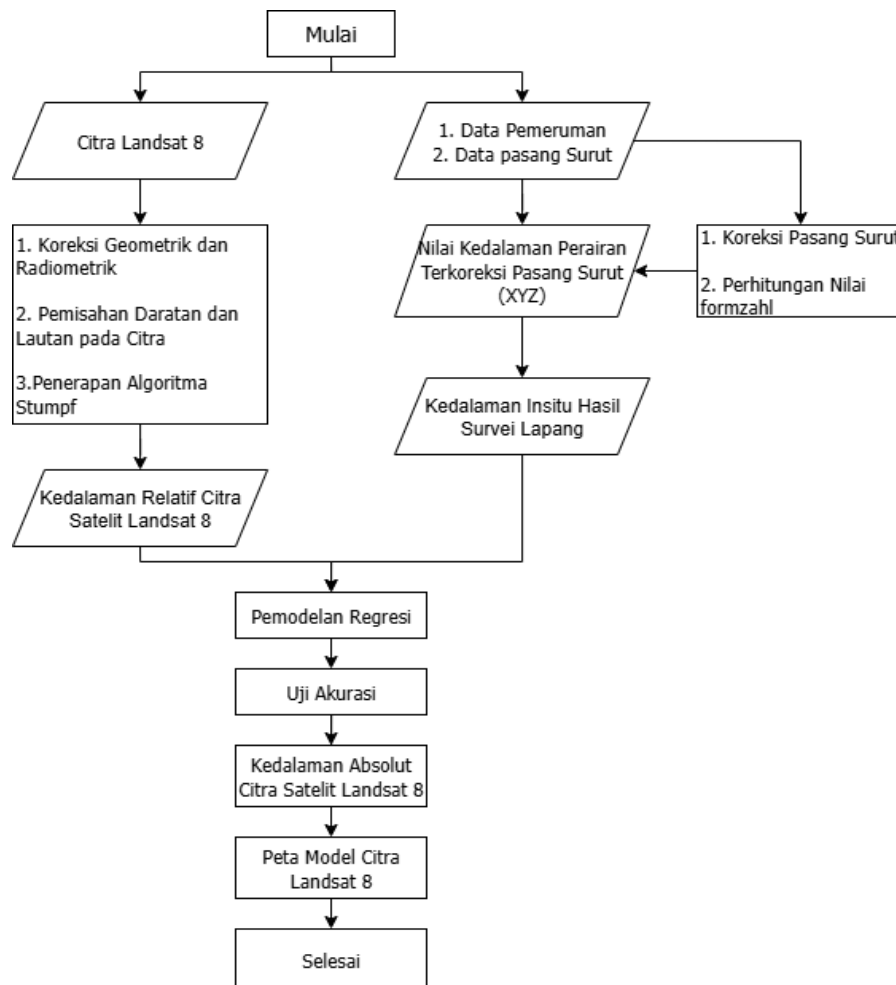 Mulai
Citra Landsat 8
1. Data Pemeruman
2. Data pasang Surut
1. Koreksi Geometrik dan
Radiometrik
2. Pemisahan Daratan dan
Lautan pada Citra
3.Penerapan Algoritma
Stumpf
Nilai Kedalaman Perairan
Terkoreksi Pasang Surut
(XYZ)
1. Koreksi Pasang Surut
2. Perhitungan Nilai
formzahl
Kedalaman Insitu Hasil
Survei Lapang
Kedalaman Relatif Citra
Satelit Landsat 8
Pemodelan Regresi
Uji Akurasi
Kedalaman Absolut
Citra Satelit Landsat 8
Peta Model Citra
Landsat 8
Selesai